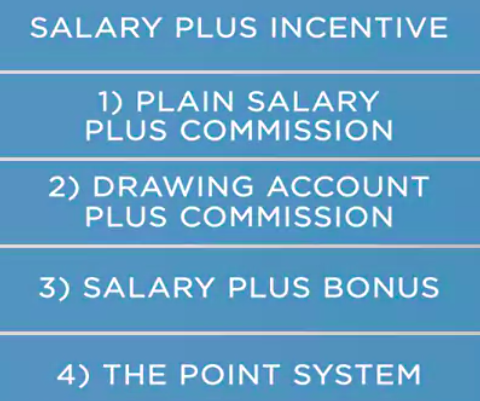 SALARY PLUS INCENTIVE
1) PLAIN SALARY
PLUS COMMISSION
2) DRAWING ACCOUNT
PLUS COMMISSION
3) SALARY PLUS BONUS
4) THE POINT SYSTEM